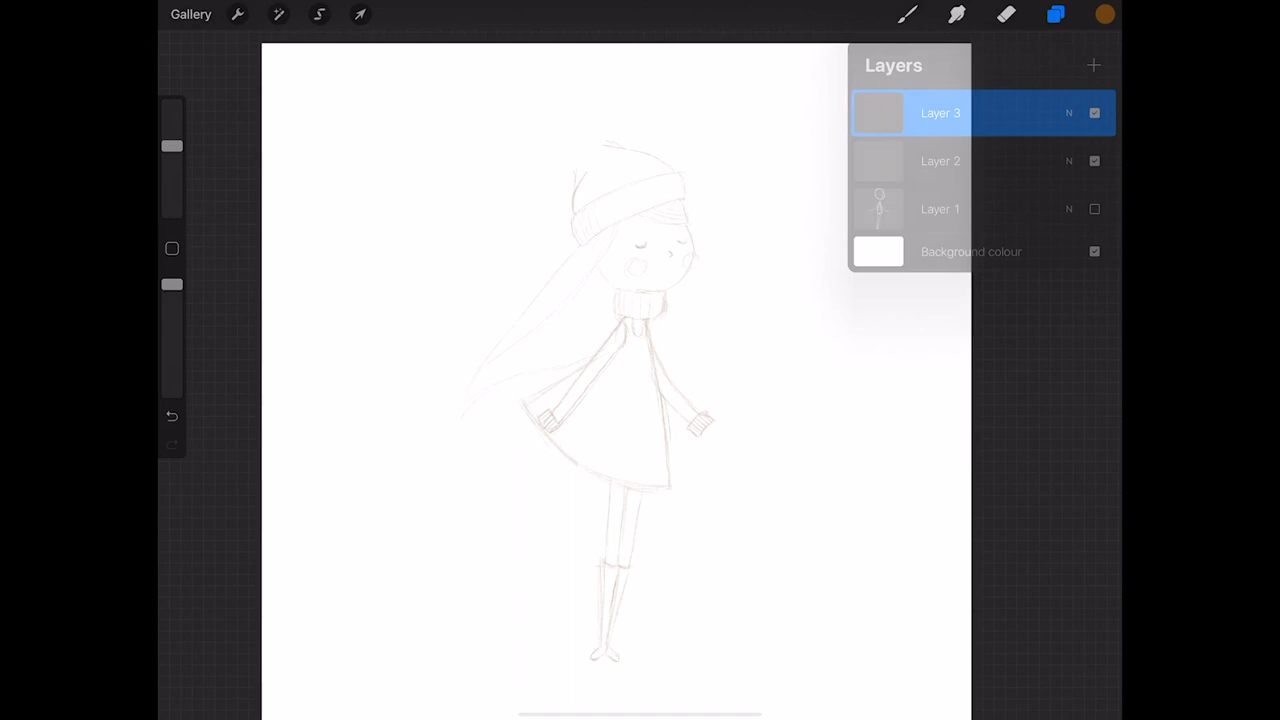 Gallery
Layers
Layer 3 N
Layer 2 N
Layer 1 N
Background colour